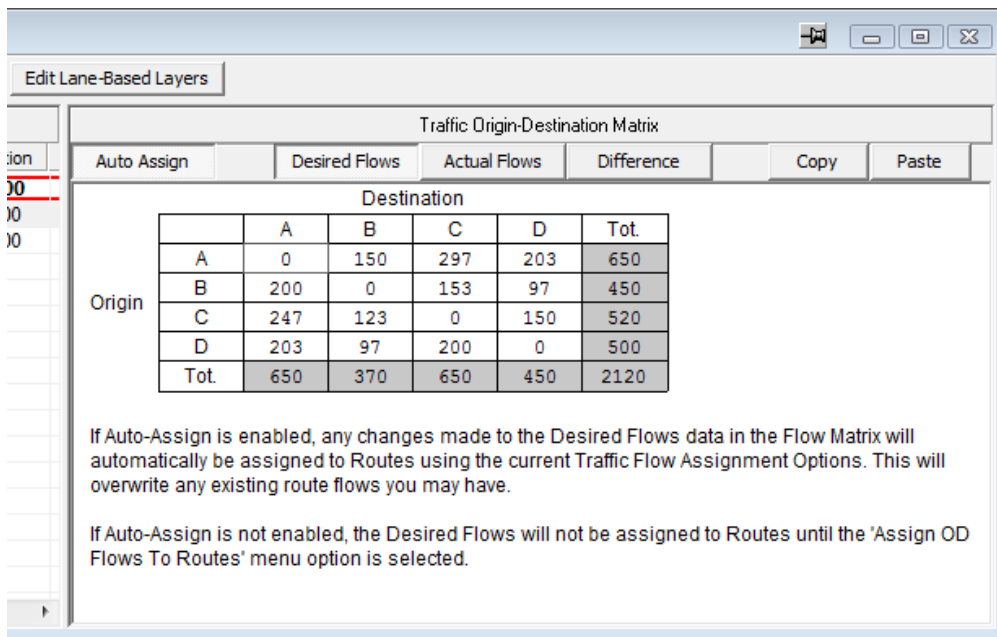 Edit Lane-Based Layers
Traffic Origin-Destination Matrix
tion
Auto Assign Desired Flows Actual Flows Difference Copy Paste
00
00
00
Destination
A B C D Tot.
A 0 150 297 203 650
Origin
B 200 0 153 97 450
C 247 123 0 150 520
D 203 97 200 0 500
Tot. 650 370 650 450 2120
If Auto-Assign is enabled, any changes made to the Desired Flows data in the Flow Matrix will
automatically be assigned to Routes using the current Traffic Flow Assignment Options. This will
overwrite any existing route flows you may have.
If Auto-Assign is not enabled, the Desired Flows will not be assigned to Routes until the 'Assign OD
Flows To Routes' menu option is selected.